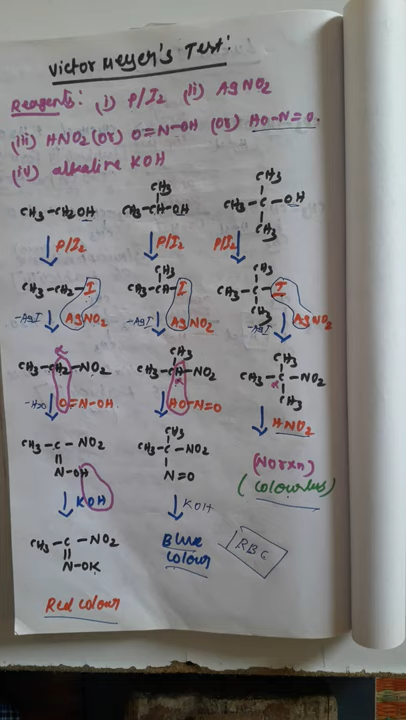 Victor Meyer's Test:
Reagents: (i) P/I2 (ii) AgNO2
(iii) HNO2 (or) O=N-OH (or) HO-N=O.
(iv) alkaline KOH
CH3 CH3
CH3-CH2OH CH3-CH-OH CH3-C-OH
CH3
P/I2 P/I2 P/I2
CH3 CH3
CH3-CH2-I CH3-CH-I CH3-C-I
CH3
-AgI AgNO2 -AgI AgNO2 -AgI AgNO2
CH3 CH3
α
CH3-CH2-NO2 CH3-CH-NO2 CH3-C-NO2
α α
CH3
-H2O O=N-OH HO-N=O HNO2
CH3
CH3-C-NO2 CH3-C-NO2 (No rxn)
N-OH N=O (colourless)
KOH KOH
CH3-C-NO2 Blue RBC
N-OK colour
Red colour